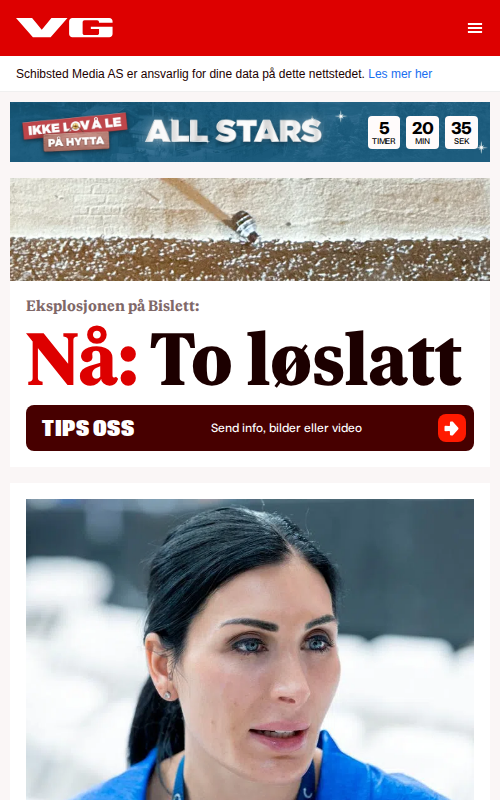 VG
Schibsted Media AS er ansvarlig for dine data på dette nettstedet. Les mer her
IKKE LOV Å LE
PÅ HYTTA
ALL STARS
5 20 35
TIMER MIN SEK
Eksplosjonen på Bislett:
Nå: To løslatt
TIPS OSS Send info, bilder eller video